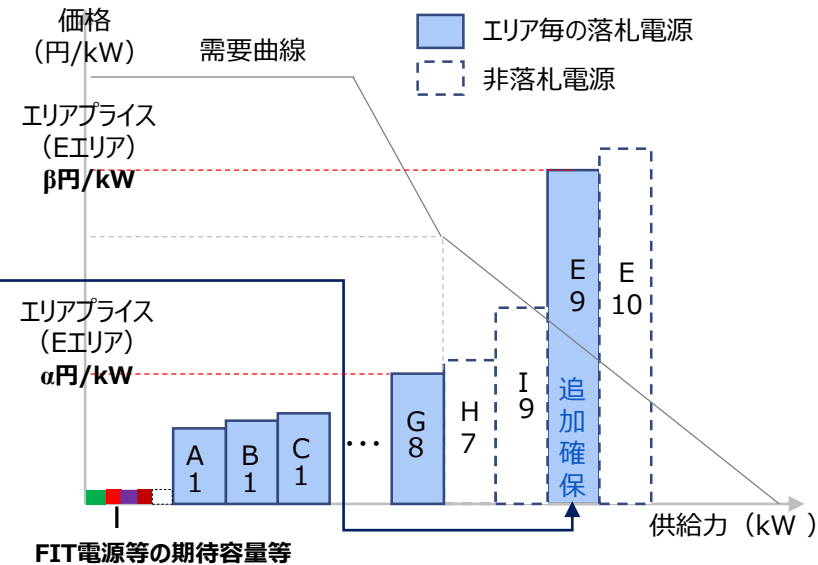 価格
（円/kW）
需要曲線
エリア毎の落札電源
非落札電源
エリアプライス
（Eエリア）
β円/kW
エリアプライス
（Eエリア）
α円/kW
A
1
B
1
C
1
…
G
8
H
7
I
9
E
9
追
加
確
保
E
10
供給力（kW ）
FIT電源等の期待容量等